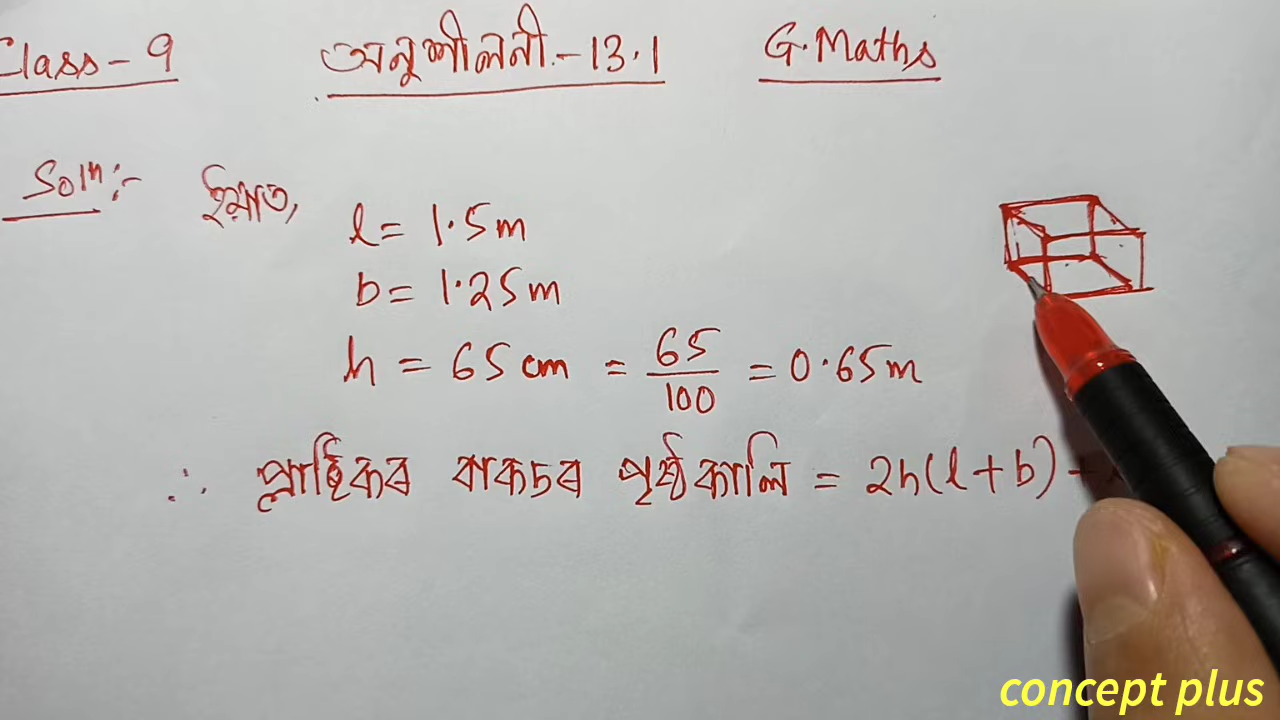 Class - 9 অনুশীলনী.- 13.1 G.Maths
Soln :- ইয়াত,
l = 1.5m
b = 1.25m
h = 65 cm = 65/100 = 0.65m
∴ প্লাষ্টিকৰ বাকচৰ পৃষ্ঠকালি = 2h(l+b) -
concept plus